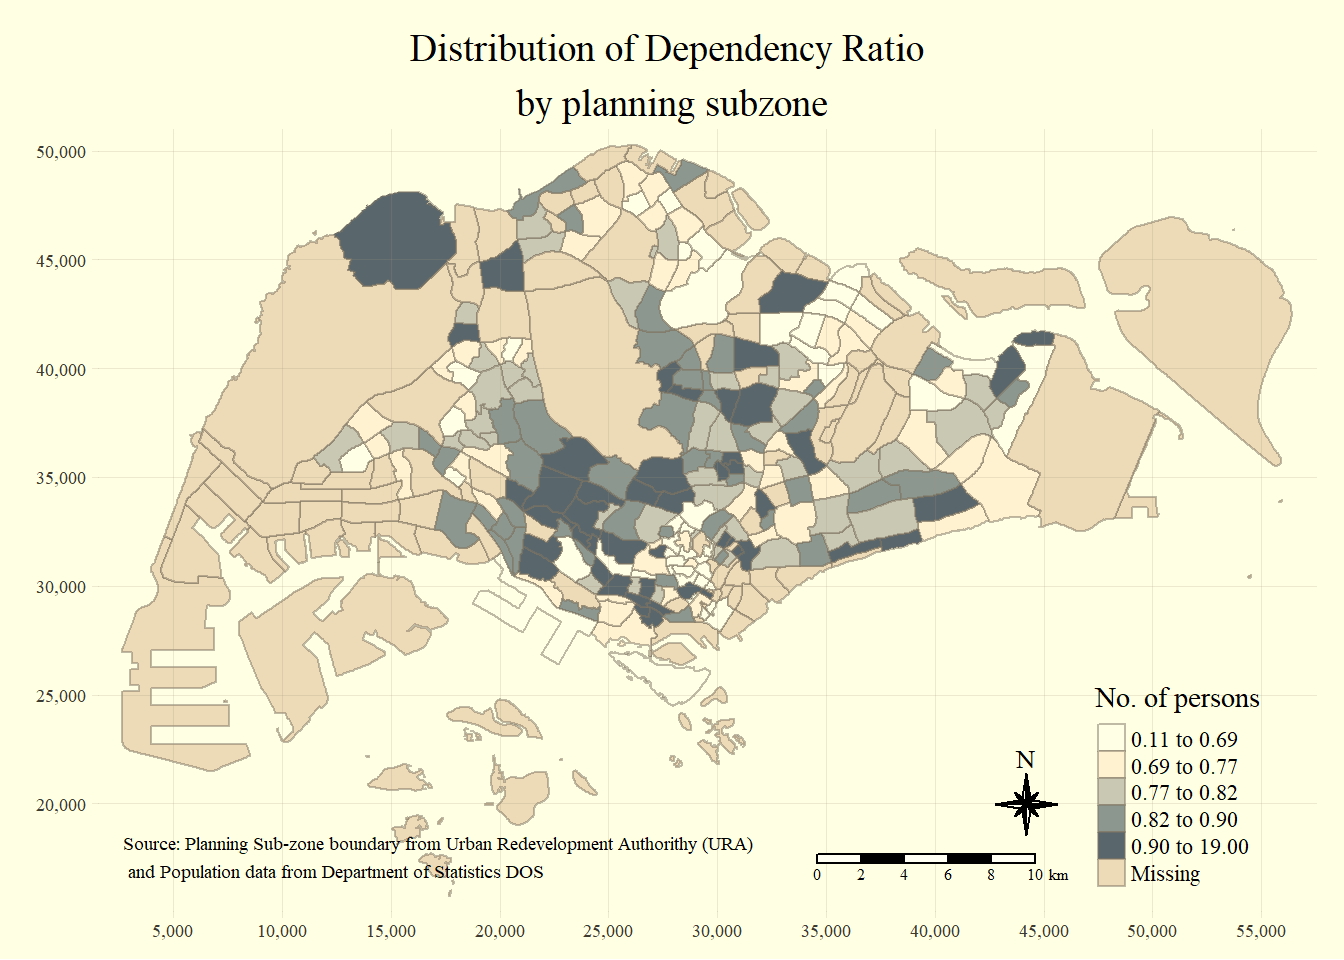 Distribution of Dependency Ratio
by planning subzone
50,000
45,000
40,000
35,000
30,000
25,000
20,000
No. of persons
0.11 to 0.69
0.69 to 0.77
0.77 to 0.82
0.82 to 0.90
0.90 to 19.00
Missing
N
Source: Planning Sub-zone boundary from Urban Redevelopment Authorithy (URA)
and Population data from Department of Statistics DOS
0 2 4 6 8 10 km
5,000 10,000 15,000 20,000 25,000 30,000 35,000 40,000 45,000 50,000 55,000